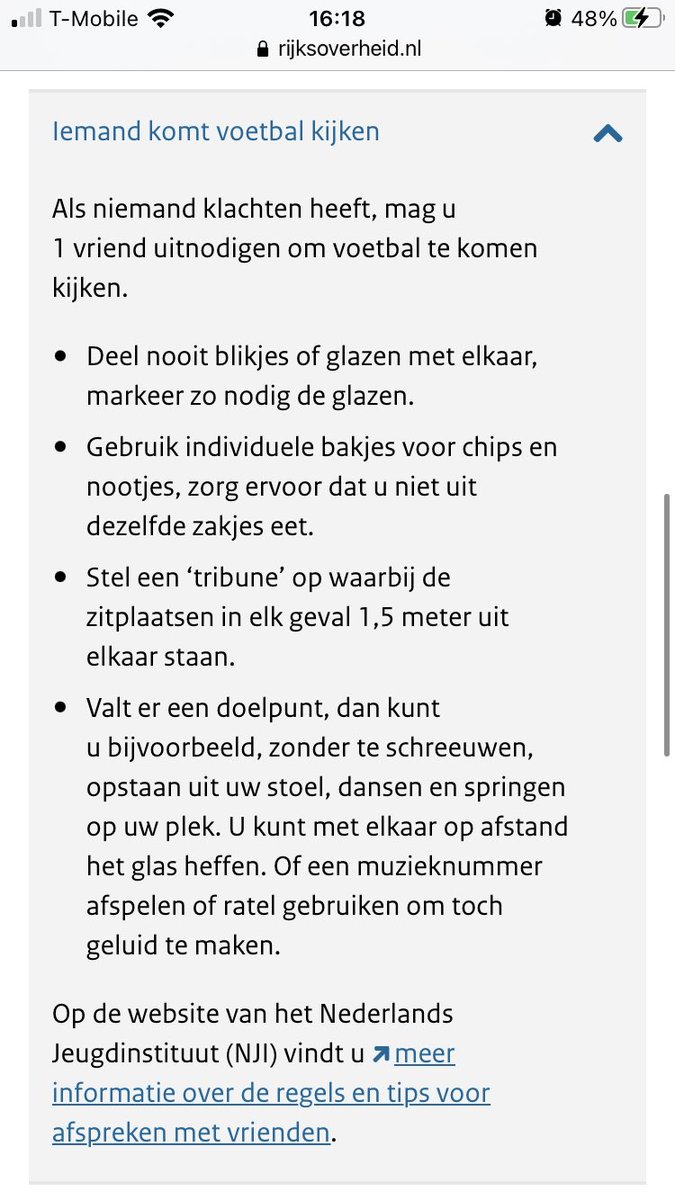 T-Mobile 16:18 48%
rijksoverheid.nl
Iemand komt voetbal kijken
Als niemand klachten heeft, mag u
1 vriend uitnodigen om voetbal te komen
kijken.
• Deel nooit blikjes of glazen met elkaar,
markeer zo nodig de glazen.
• Gebruik individuele bakjes voor chips en
nootjes, zorg ervoor dat u niet uit
dezelfde zakjes eet.
• Stel een ‘tribune’ op waarbij de
zitplaatsen in elk geval 1,5 meter uit
elkaar staan.
• Valt er een doelpunt, dan kunt
u bijvoorbeeld, zonder te schreeuwen,
opstaan uit uw stoel, dansen en springen
op uw plek. U kunt met elkaar op afstand
het glas heffen. Of een muzieknummer
afspelen of ratel gebruiken om toch
geluid te maken.
Op de website van het Nederlands
Jeugdinstituut (NJI) vindt u meer
informatie over de regels en tips voor
afspreken met vrienden.